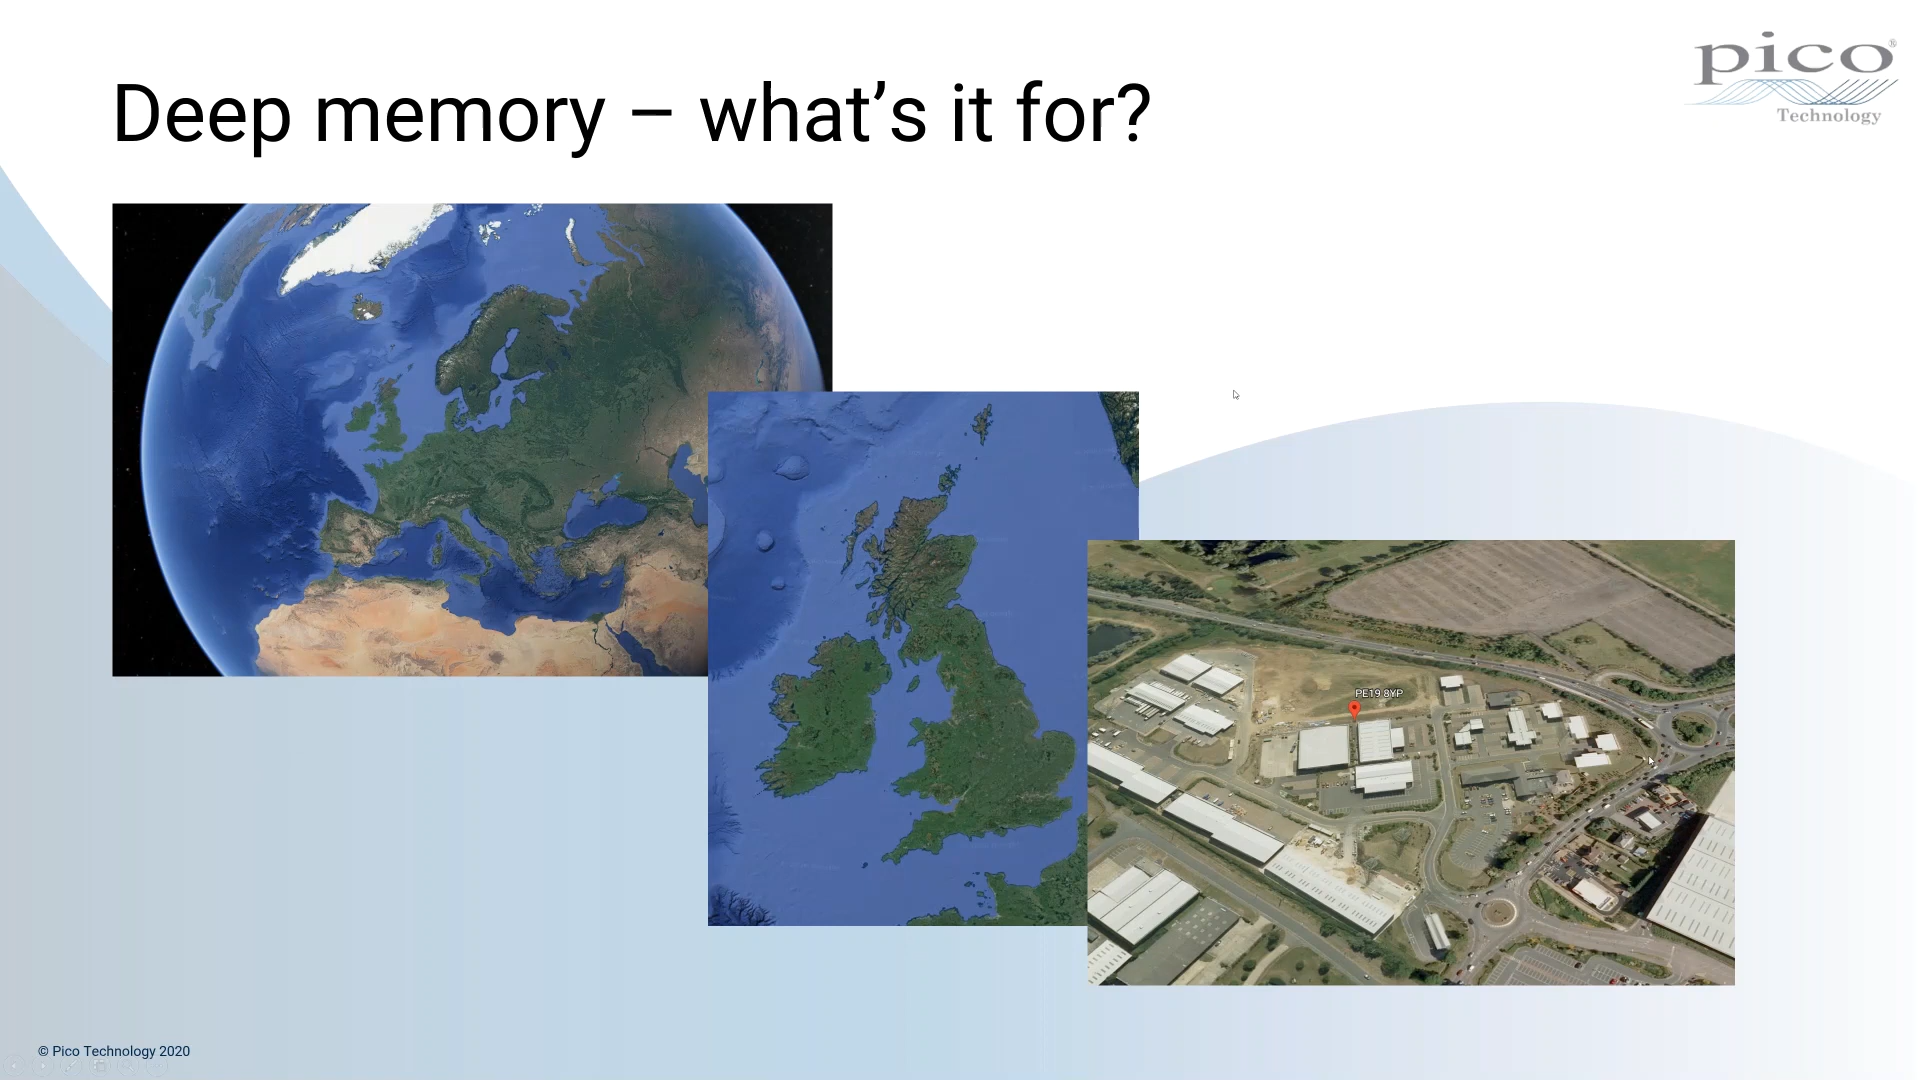 Deep memory – what’s it for?
pico®
Technology
PE19 8YP
© Pico Technology 2020